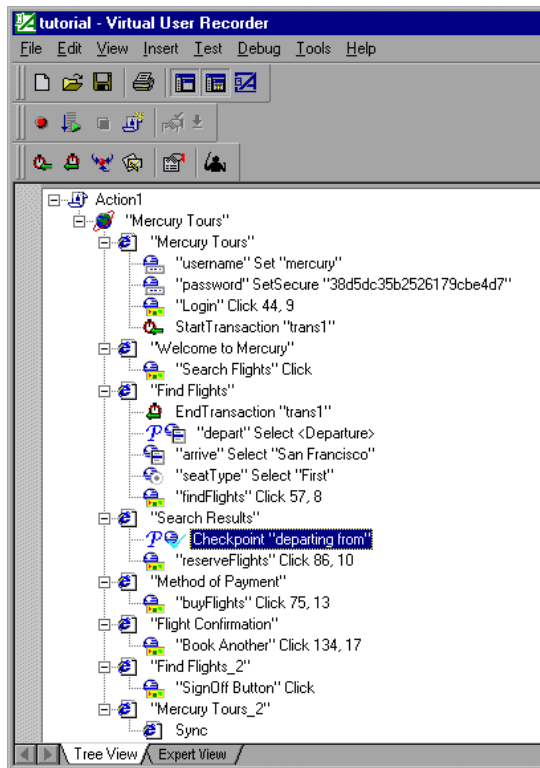 tutorial - Virtual User Recorder
File Edit View Insert Test Debug Tools Help
Action1
"Mercury Tours"
"Mercury Tours"
"username" Set "mercury"
"password" SetSecure "38d5dc35b2526179cbe4d7"
"Login" Click 44, 9
StartTransaction "trans1"
"Welcome to Mercury"
"Search Flights" Click
"Find Flights"
EndTransaction "trans1"
P "depart" Select <Departure>
"arrive" Select "San Francisco"
"seatType" Select "First"
"findFlights" Click 57, 8
"Search Results"
P Checkpoint "departing from"
"reserveFlights" Click 86, 10
"Method of Payment"
"buyFlights" Click 75, 13
"Flight Confirmation"
"Book Another" Click 134, 17
"Find Flights_2"
"SignOff Button" Click
"Mercury Tours_2"
Sync
Tree View Expert View